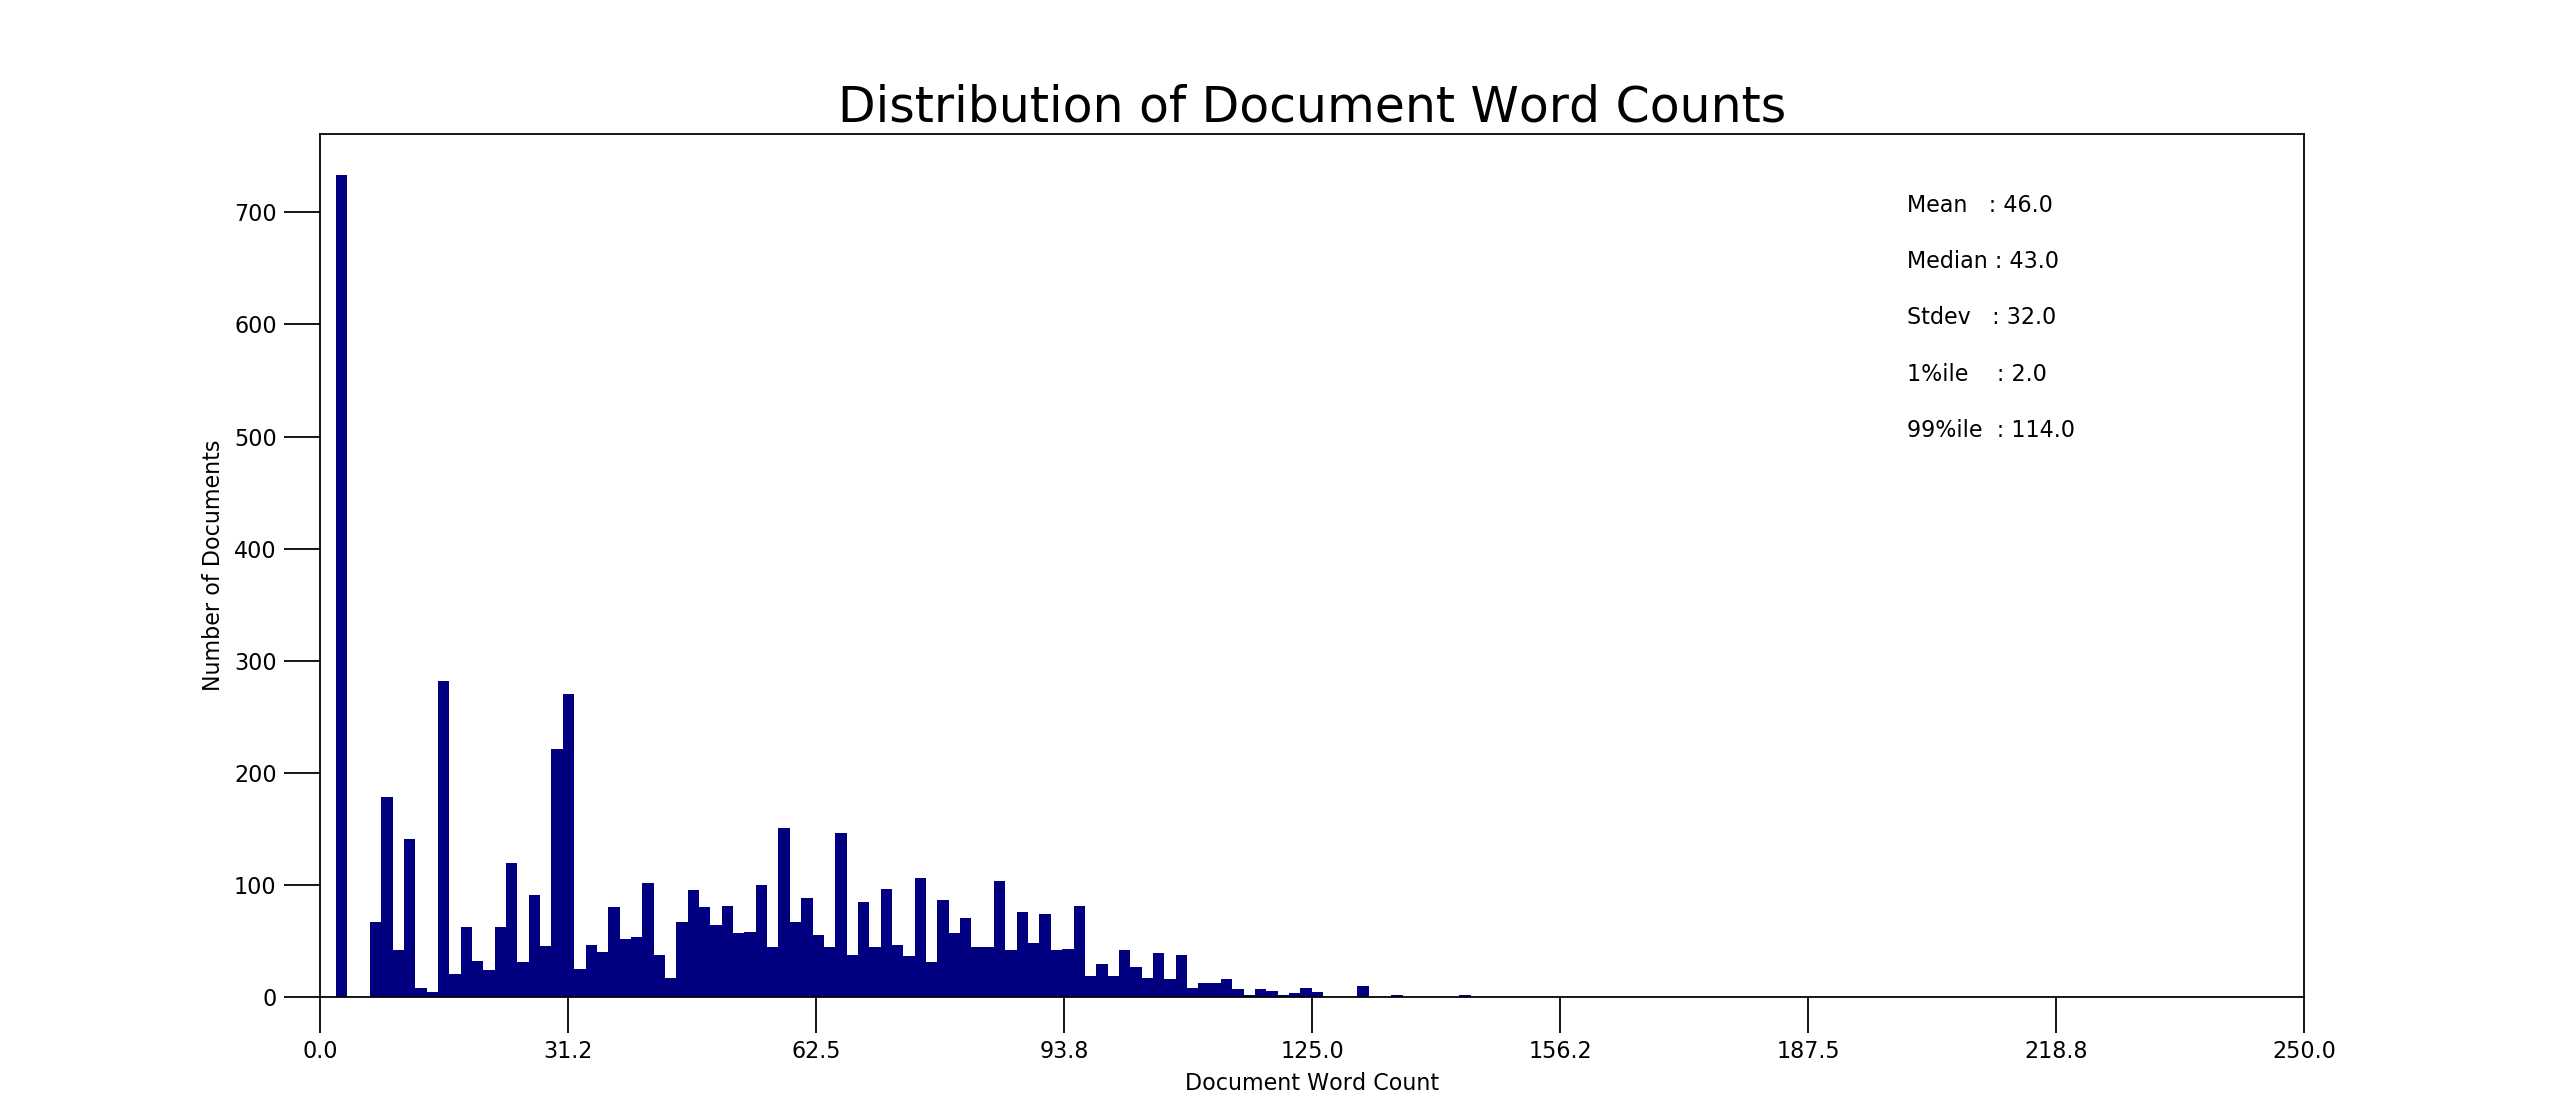 Distribution of Document Word Counts
Mean : 46.0
Median : 43.0
Stdev : 32.0
1%ile : 2.0
99%ile : 114.0
Number of Documents
700
600
500
400
300
200
100
0
0.0 31.2 62.5 93.8 125.0 156.2 187.5 218.8 250.0
Document Word Count